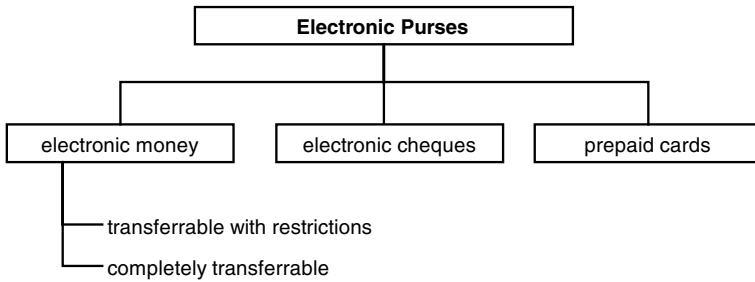 Electronic Purses
electronic money
electronic cheques
prepaid cards
transferrable with restrictions
completely transferrable